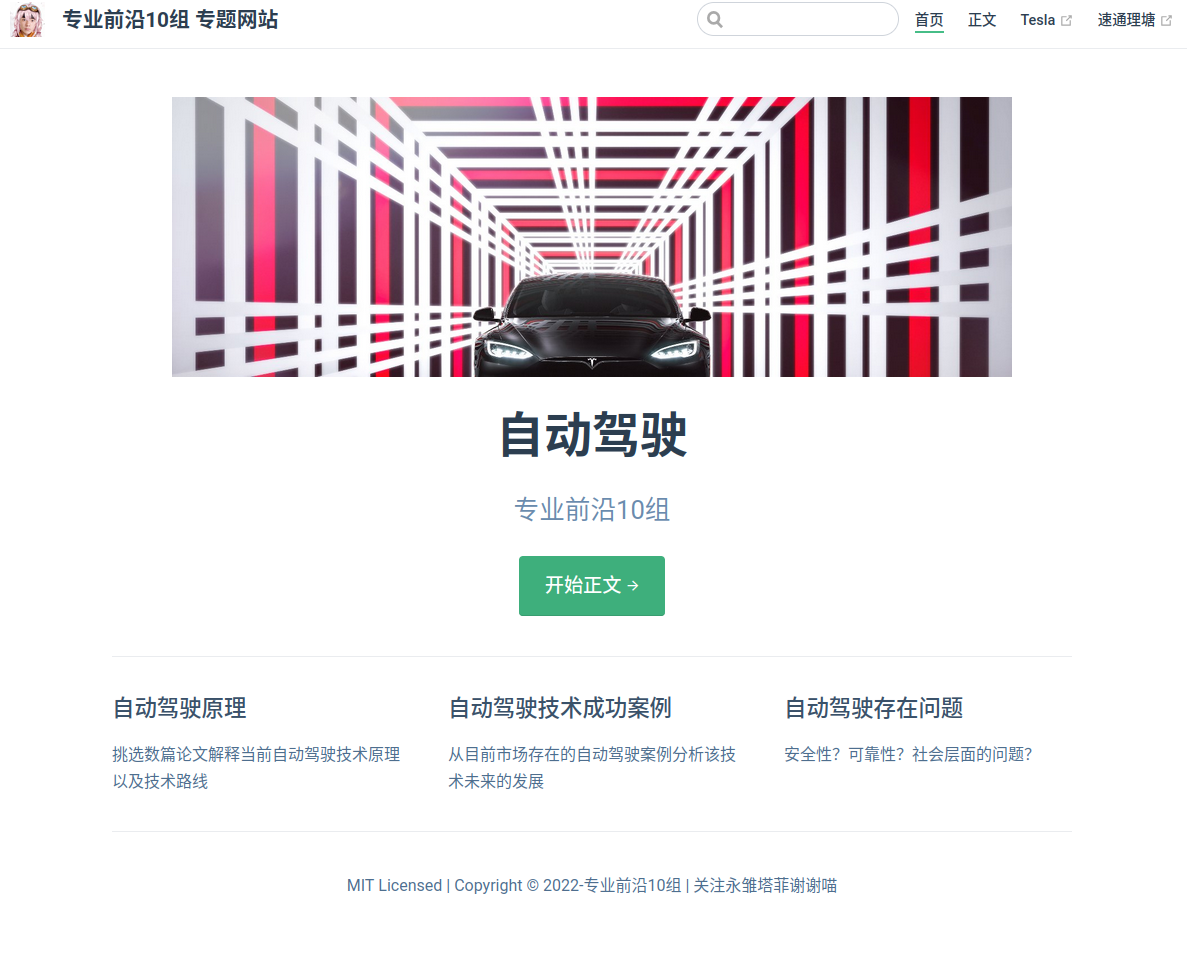 专业前沿10组 专题网站
首页 正文 Tesla 速通理塘
自动驾驶
专业前沿10组
开始正文 →
自动驾驶原理
挑选数篇论文解释当前自动驾驶技术原理
以及技术路线
自动驾驶技术成功案例
从目前市场存在的自动驾驶案例分析该技
术未来的发展
自动驾驶存在问题
安全性？可靠性？社会层面的问题？
MIT Licensed | Copyright © 2022-专业前沿10组 | 关注永雏塔菲谢谢喵